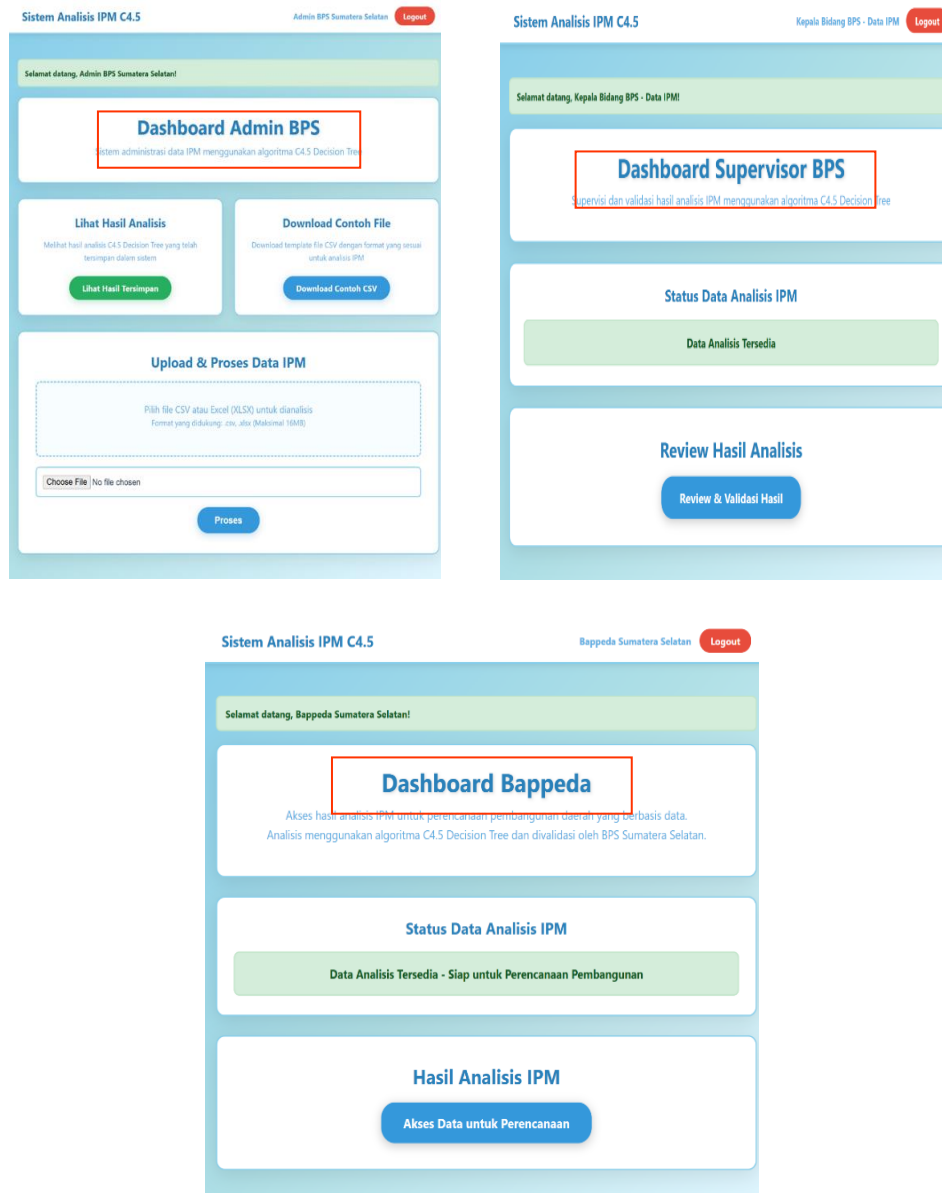 Sistem Analisis IPM C4.5
Admin BPS Sumatera Selatan
Logout
Selamat datang, Admin BPS Sumatera Selatan!
Dashboard Admin BPS
Sistem administrasi data IPM menggunakan algoritma C4.5 Decision Tree
Lihat Hasil Analisis
Melihat hasil analisis C4.5 Decision Tree yang telah
tersimpan dalam sistem
Lihat Hasil Tersimpan
Download Contoh File
Download template file CSV dengan format yang sesuai
untuk analisis IPM
Download Contoh CSV
Upload & Proses Data IPM
Pilih file CSV atau Excel (XLSX) untuk dianalisis
Format yang didukung: .csv, .xlsx (Maksimal 16MB)
Choose File No file chosen
Proses
Sistem Analisis IPM C4.5
Kepala Bidang BPS - Data IPM
Logout
Selamat datang, Kepala Bidang BPS - Data IPM!
Dashboard Supervisor BPS
Supervisi dan validasi hasil analisis IPM menggunakan algoritma C4.5 Decision Tree
Status Data Analisis IPM
Data Analisis Tersedia
Review Hasil Analisis
Review & Validasi Hasil
Sistem Analisis IPM C4.5
Bappeda Sumatera Selatan
Logout
Selamat datang, Bappeda Sumatera Selatan!
Dashboard Bappeda
Akses hasil analisis IPM untuk perencanaan pembangunan daerah yang berbasis data.
Analisis menggunakan algoritma C4.5 Decision Tree dan divalidasi oleh BPS Sumatera Selatan.
Status Data Analisis IPM
Data Analisis Tersedia - Siap untuk Perencanaan Pembangunan
Hasil Analisis IPM
Akses Data untuk Perencanaan